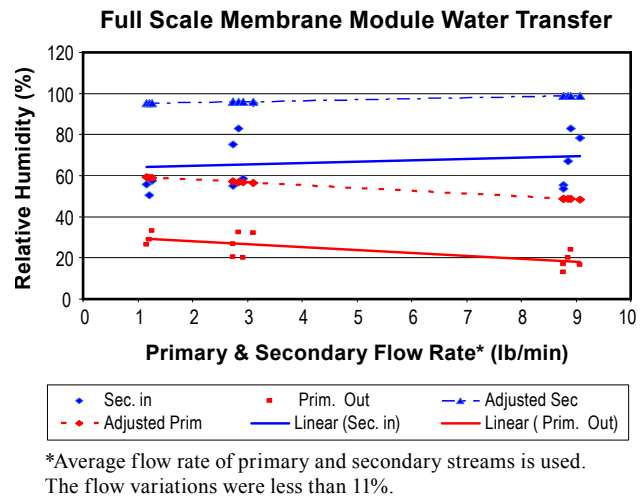 Full Scale Membrane Module Water Transfer
Relative Humidity (%)
120
100
80
60
40
20
0
0 1 2 3 4 5 6 7 8 9 10
Primary & Secondary Flow Rate* (lb/min)
Sec. in Prim. Out Adjusted Sec
Adjusted Prim Linear (Sec. in) Linear ( Prim. Out)
*Average flow rate of primary and secondary streams is used.
The flow variations were less than 11%.